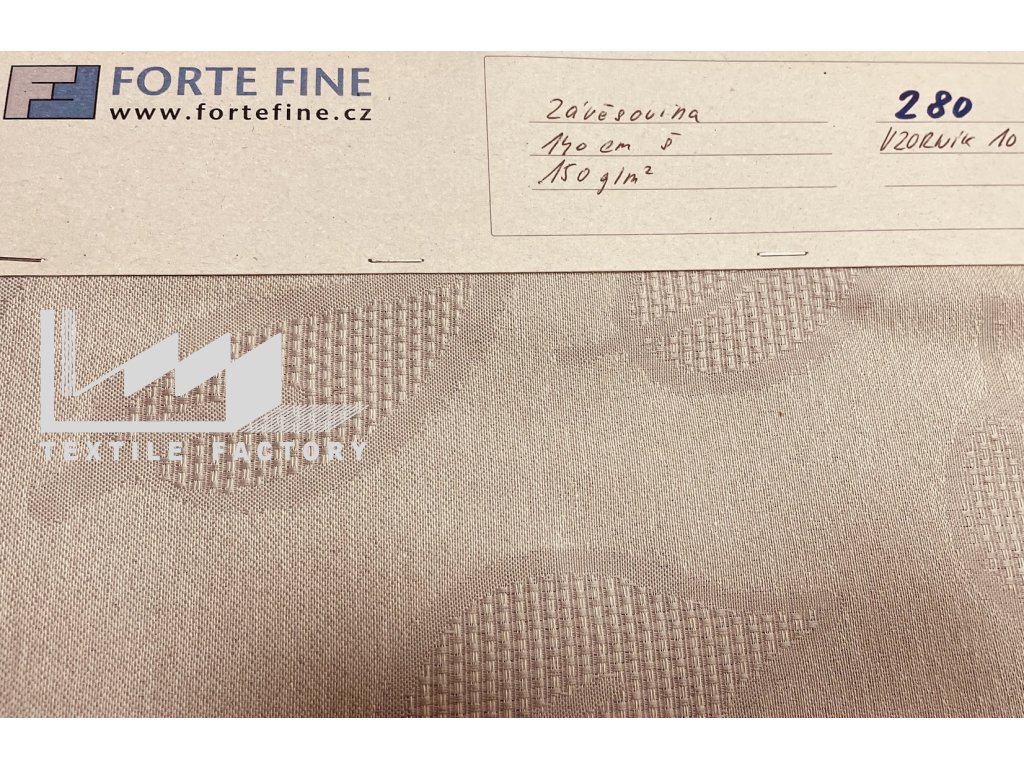 FORTE FINE
www.fortefine.cz
Závěsovina
140 cm š
150 g/m²
280
VZORNÍK 10
TEXTILE FACTORY